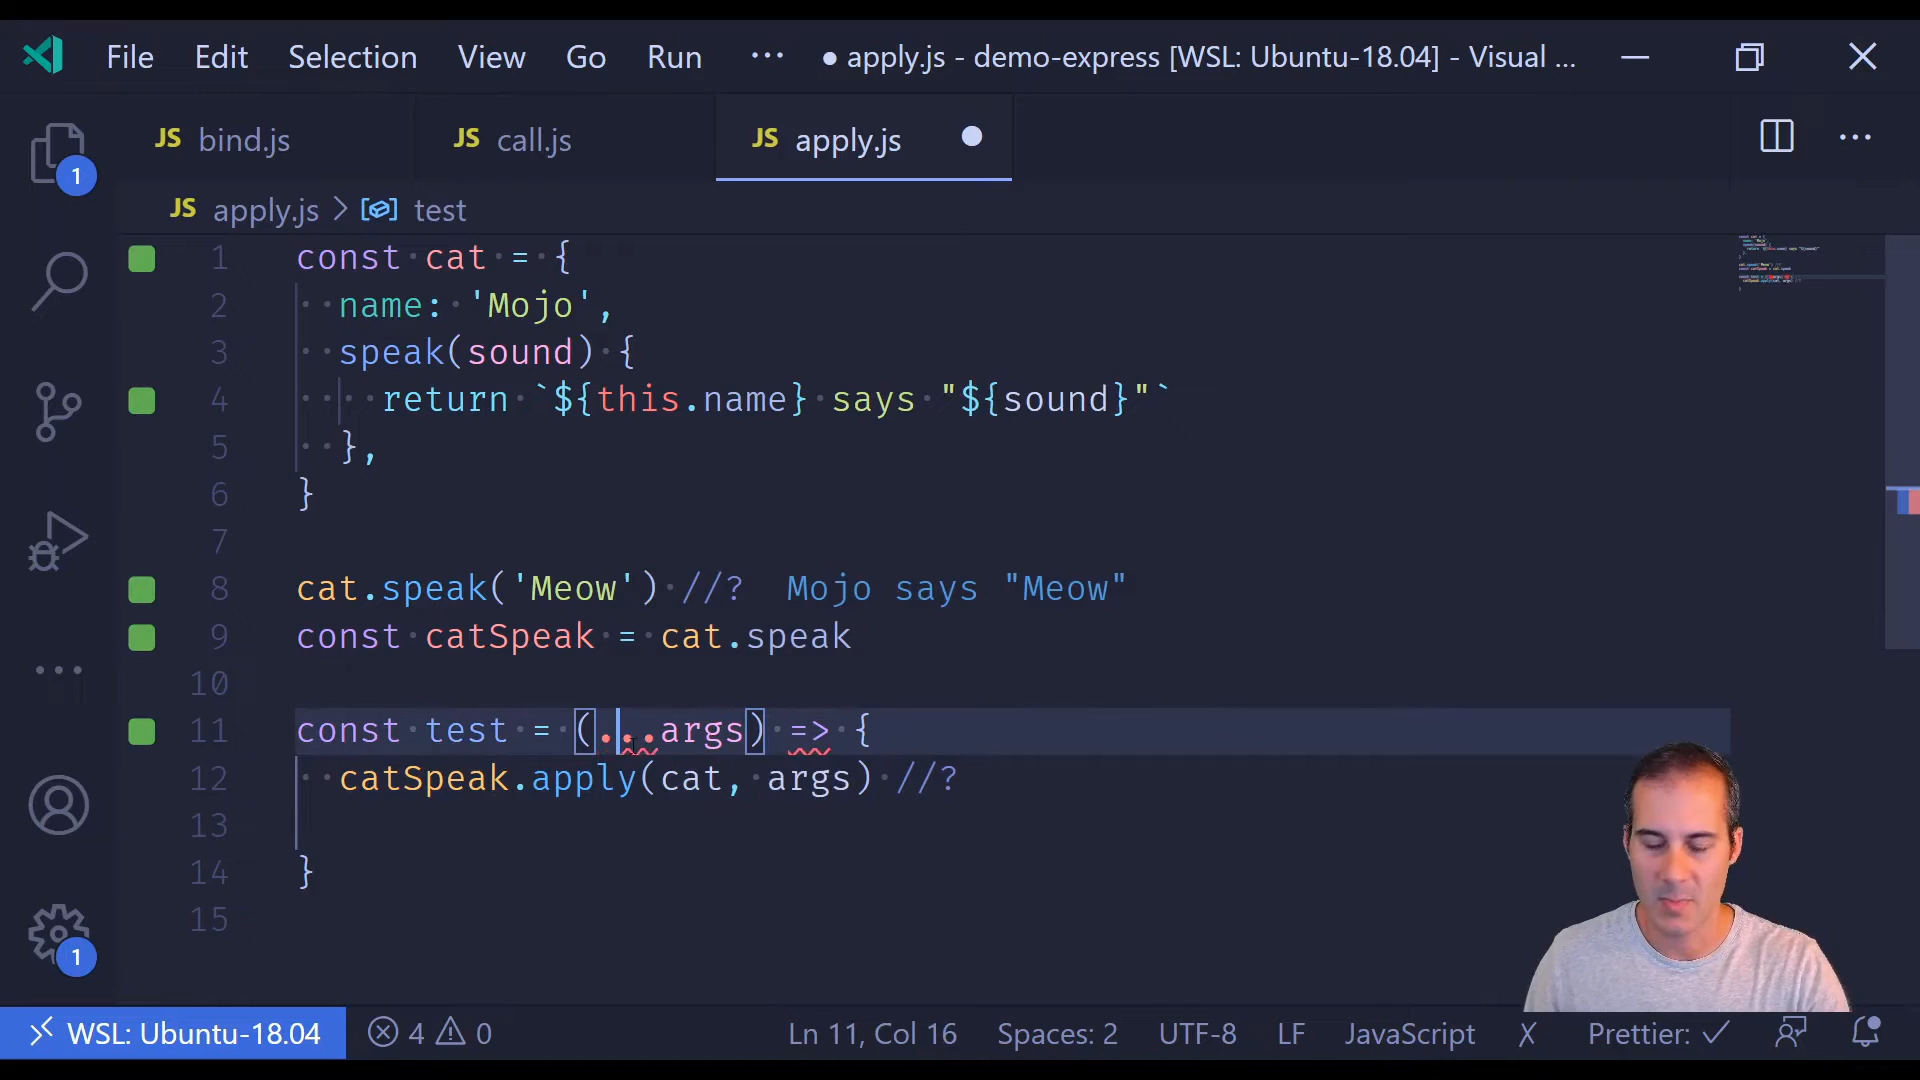 File Edit Selection View Go Run ··· ● apply.js - demo-express [WSL: Ubuntu-18.04] - Visual ...
JS bind.js JS call.js JS apply.js
1
JS apply.js > test
1 const cat = {
2 name: 'Mojo',
3 speak(sound) {
4 return `${this.name} says "${sound}"`
5 },
6 }
7
8 cat.speak('Meow') //? Mojo says "Meow"
9 const catSpeak = cat.speak
10
11 const test = (...args) => {
12 catSpeak.apply(cat, args) //?
13
14 }
15
1
WSL: Ubuntu-18.04 4 0 Ln 11, Col 16 Spaces: 2 UTF-8 LF JavaScript Prettier: ✓